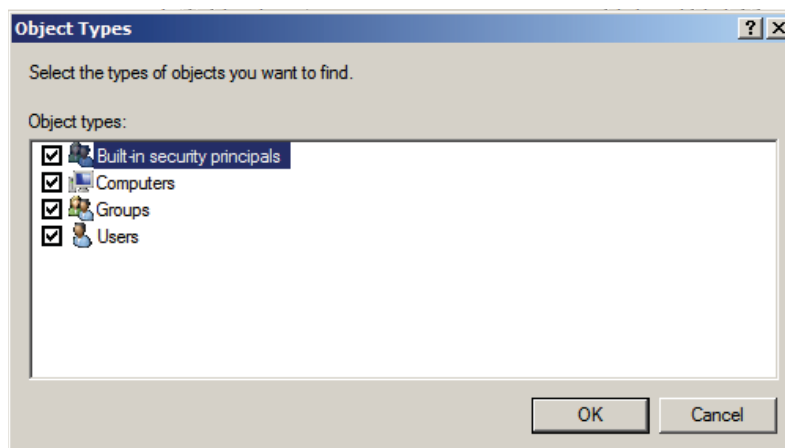 Object Types
Select the types of objects you want to find.
Object types:
Built-in security principals
Computers
Groups
Users
OK
Cancel